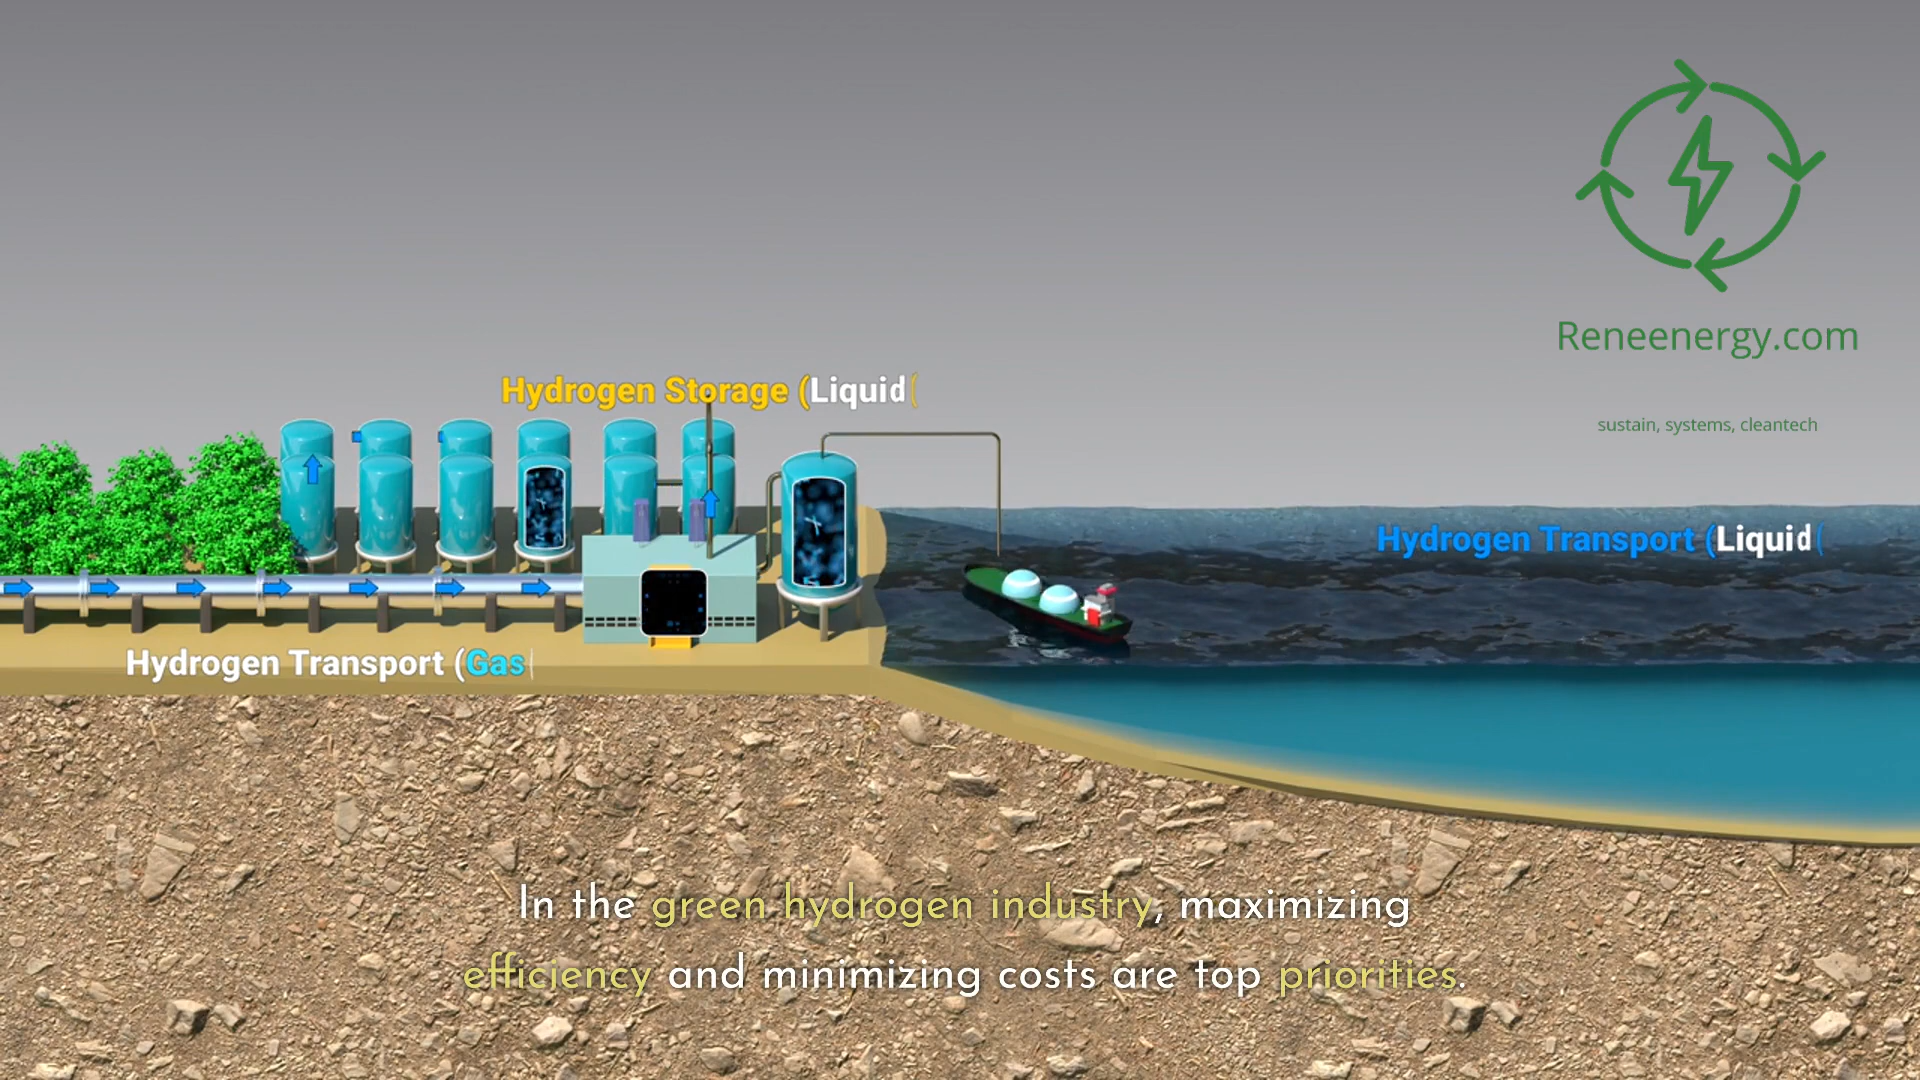 Reneenergy.com
sustain, systems, cleantech
Hydrogen Storage (Liquid(
Hydrogen Transport (Liquid(
Hydrogen Transport (Gas(
In the green hydrogen industry, maximizing
efficiency and minimizing costs are top priorities.